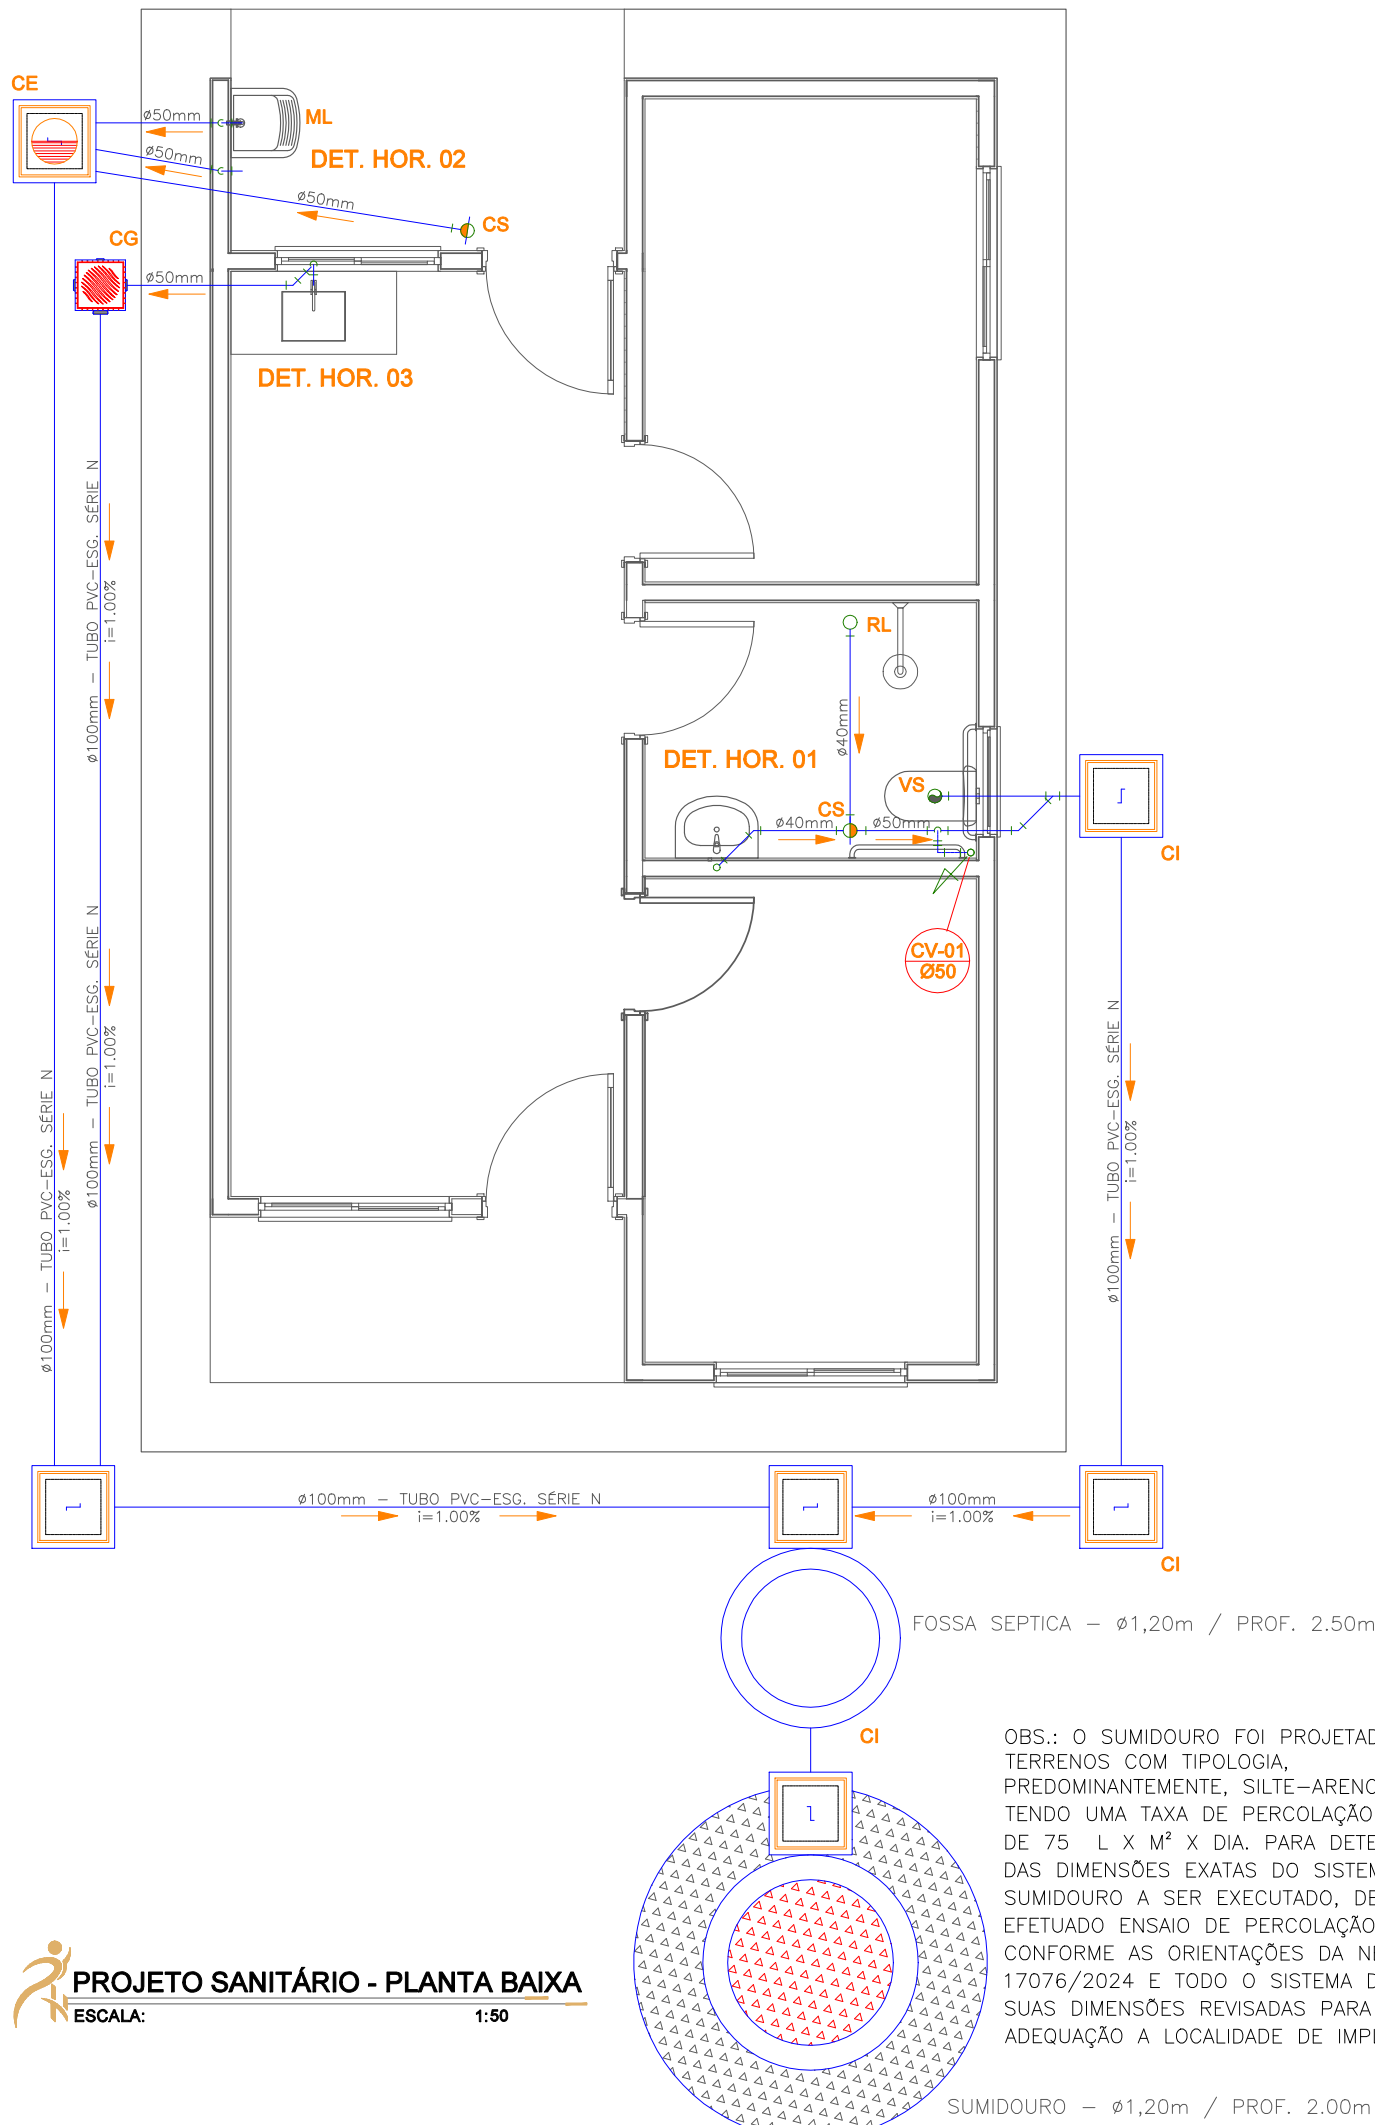 CE
ø50mm
ML
DET. HOR. 02
ø50mm
ø50mm
CS
CG
ø50mm
DET. HOR. 03
ø100mm – TUBO PVC–ESG. SÉRIE N
i=1.00%
RL
ø40mm
DET. HOR. 01
VS
CS
ø40mm
ø50mm
CI
CV-01
Ø50
ø100mm – TUBO PVC–ESG. SÉRIE N
i=1.00%
ø100mm – TUBO PVC–ESG. SÉRIE N
i=1.00%
ø100mm – TUBO PVC–ESG. SÉRIE N
i=1.00%
ø100mm – TUBO PVC–ESG. SÉRIE N
i=1.00%
ø100mm
i=1.00%
CI
FOSSA SEPTICA – ø1,20m / PROF. 2.50m
CI
OBS.: O SUMIDOURO FOI PROJETAD
TERRENOS COM TIPOLOGIA,
PREDOMINANTEMENTE, SILTE–ARENO
TENDO UMA TAXA DE PERCOLAÇÃO
DE 75 L X M² X DIA. PARA DETE
DAS DIMENSÕES EXATAS DO SISTEM
SUMIDOURO A SER EXECUTADO, DE
EFETUADO ENSAIO DE PERCOLAÇÃO
CONFORME AS ORIENTAÇÕES DA
17076/2024 E TODO O SISTEMA D
SUAS DIMENSÕES REVISADAS PARA
ADEQUAÇÃO A LOCALIDADE DE IMPL
PROJETO SANITÁRIO - PLANTA BAIXA
ESCALA: 1:50
SUMIDOURO – ø1,20m / PROF. 2.00m